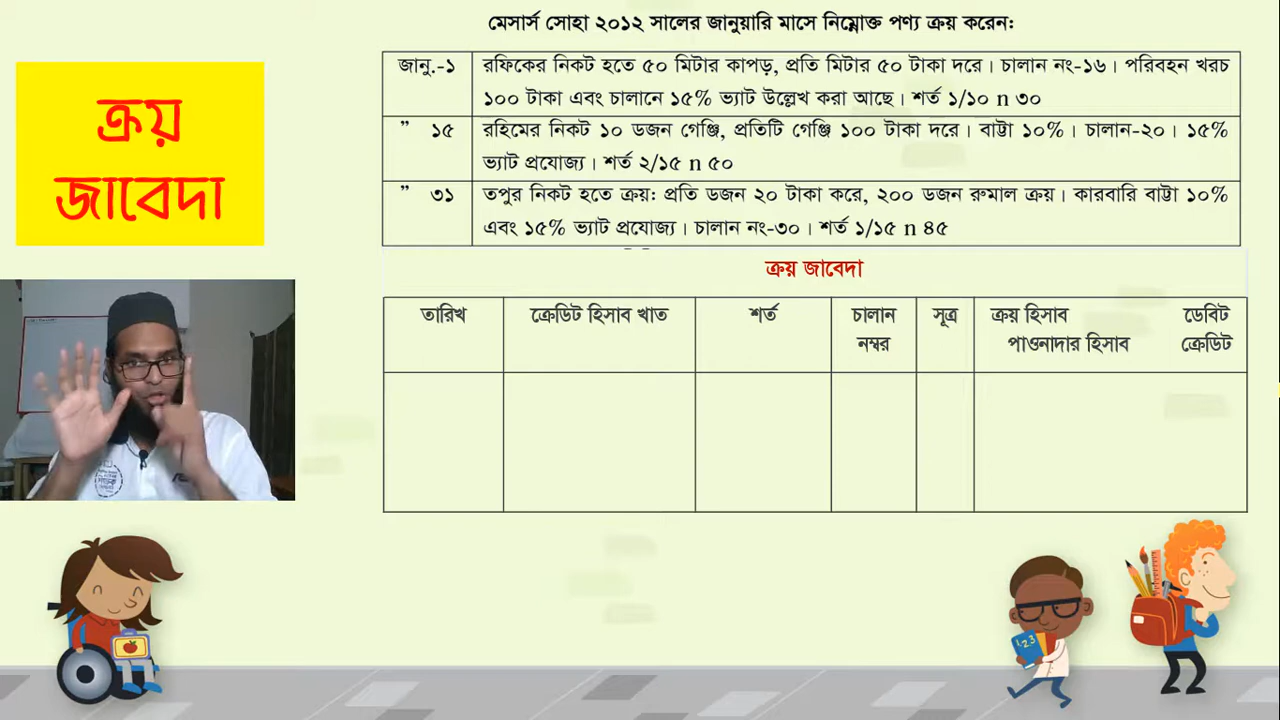 মেসার্স সোহা ২০১২ সালের জানুয়ারি মাসে নিম্নোক্ত পণ্য ক্রয় করেন:
ক্রয়
জাবেদা
জানু.-১ রফিকের নিকট হতে ৫০ মিটার কাপড়, প্রতি মিটার ৫০ টাকা দরে। চালান নং-১৬। পরিবহন খরচ
১০০ টাকা এবং চালানে ১৫% ভ্যাট উল্লেখ করা আছে। শর্ত ১/১০ n ৩০
” ১৫ রহিমের নিকট ১০ ডজন গেঞ্জি, প্রতিটি গেঞ্জি ১০০ টাকা দরে। বাট্টা ১০%। চালান-২০। ১৫%
ভ্যাট প্রযোজ্য। শর্ত ২/১৫ n ৫০
” ৩১ তপুর নিকট হতে ক্রয়: প্রতি ডজন ২০ টাকা করে, ২০০ ডজন রুমাল ক্রয়। কারবারি বাট্টা ১০%
এবং ১৫% ভ্যাট প্রযোজ্য। চালান নং-৩০। শর্ত ১/১৫ n ৪৫
ক্রয় জাবেদা
তারিখ ক্রেডিট হিসাব খাত শর্ত চালান সূত্র ক্রয় হিসাব ডেবিট
নম্বর পাওনাদার হিসাব ক্রেডিট
1 2 3